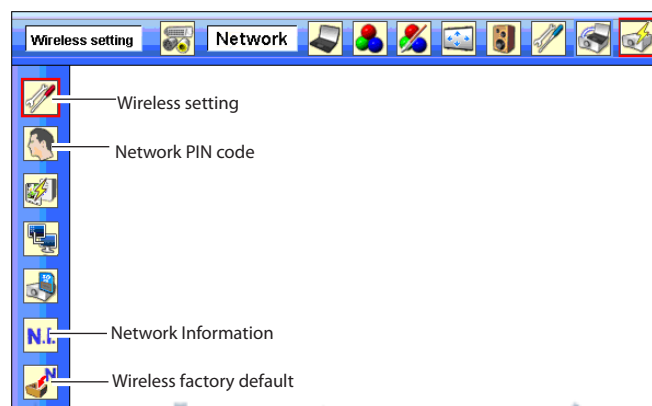 Wireless setting
Network
Wireless setting
Network PIN code
N.I.
Network Information
N
Wireless factory default